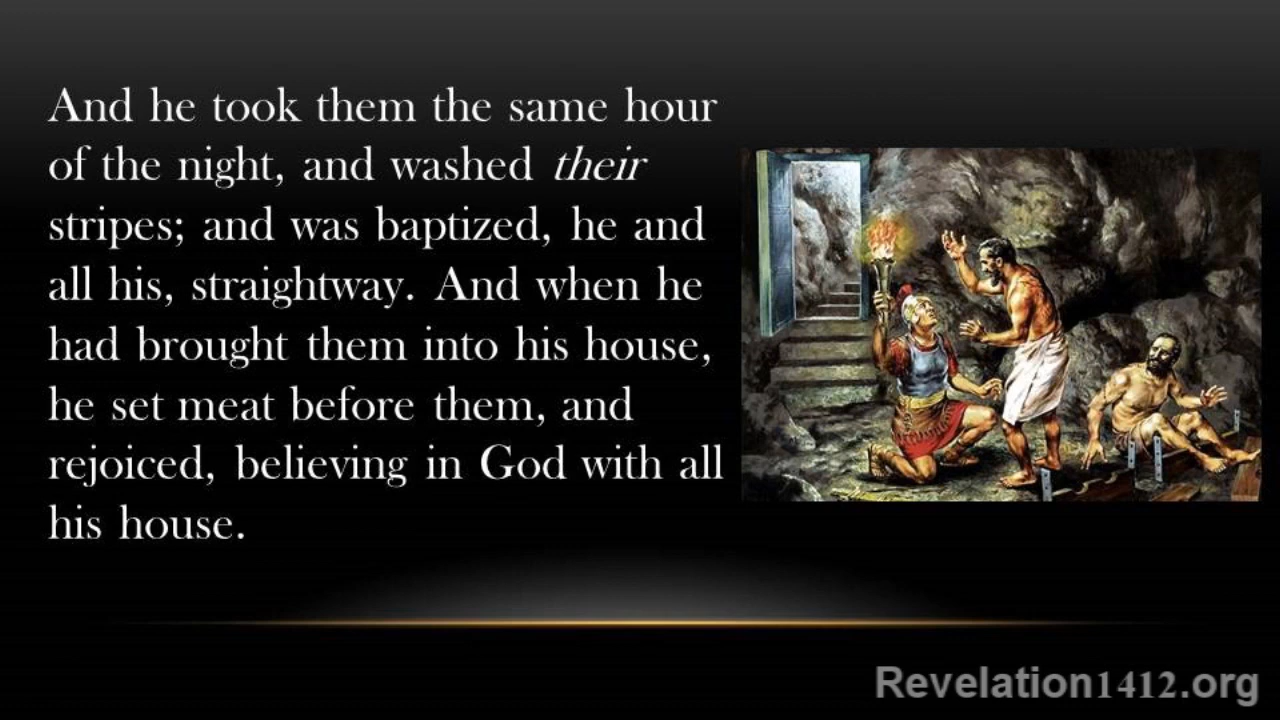 And he took them the same hour
of the night, and washed their
stripes; and was baptized, he and
all his, straightway. And when he
had brought them into his house,
he set meat before them, and
rejoiced, believing in God with all
his house.
Revelation1412.org